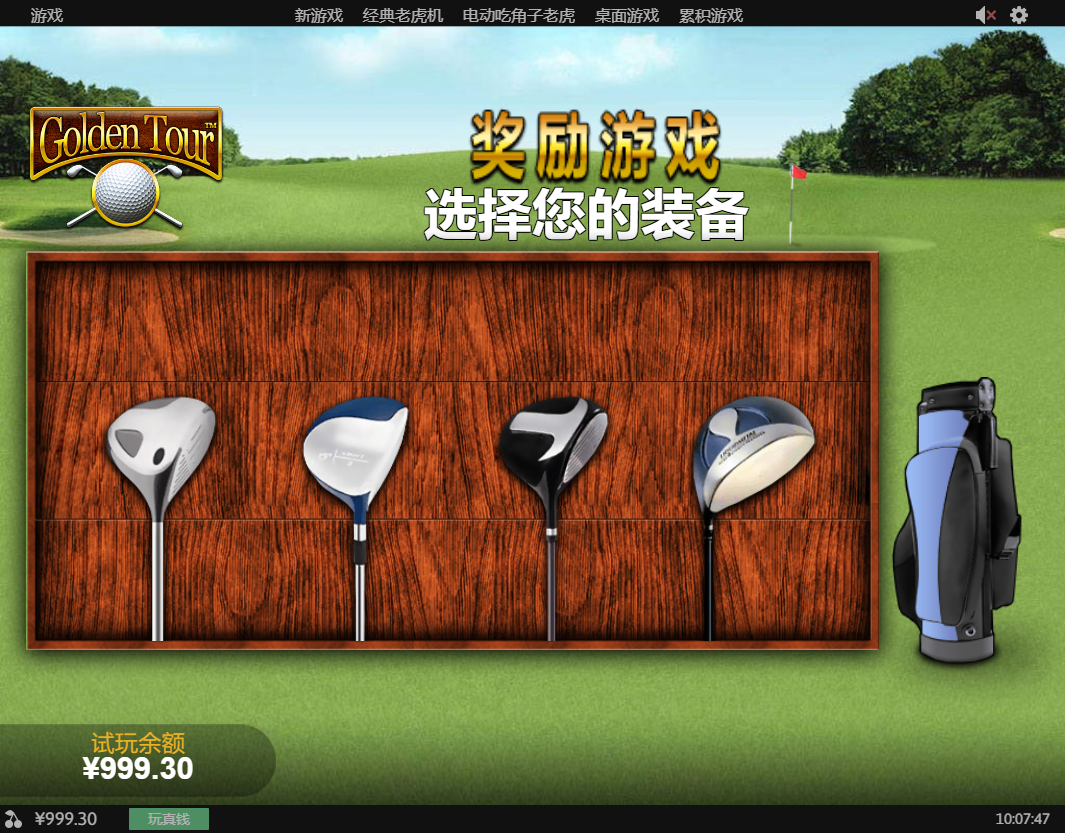 游戏
新游戏 经典老虎机 电动吃角子老虎 桌面游戏 累积游戏
Golden Tour™
奖励游戏
选择您的装备
试玩余额
¥999.30
¥999.30
玩真钱
10:07:47